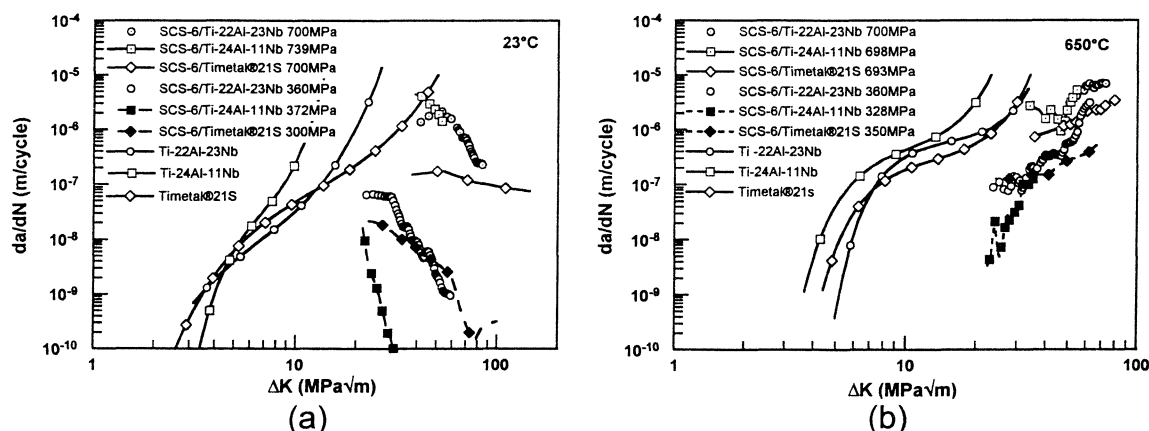 (a)
23°C
SCS-6/Ti-22Al-23Nb 700MPa
SCS-6/Ti-24Al-11Nb 739MPa
SCS-6/Timetal®21S 700MPa
SCS-6/Ti-22Al-23Nb 360MPa
SCS-6/Ti-24Al-11Nb 372MPa
SCS-6/Timetal®21S 300MPa
Ti-22Al-23Nb
Ti-24Al-11Nb
Timetal®21S
da/dN (m/cycle)
10-4
10-5
10-6
10-7
10-8
10-9
10-10
1 10 100
ΔK (MPa√m)
(a)
(b)
650°C
SCS-6/Ti-22Al-23Nb 700MPa
SCS-6/Ti-24Al-11Nb 698MPa
SCS-6/Timetal®21S 693MPa
SCS-6/Ti-22Al-23Nb 360MPa
SCS-6/Ti-24Al-11Nb 328MPa
SCS-6/Timetal®21S 350MPa
Ti -22Al-23Nb
Ti-24Al-11Nb
Timetal®21s
da/dN (m/cycle)
10-4
10-5
10-6
10-7
10-8
10-9
10-10
1 10 100
ΔK (MPa√m)
(b)